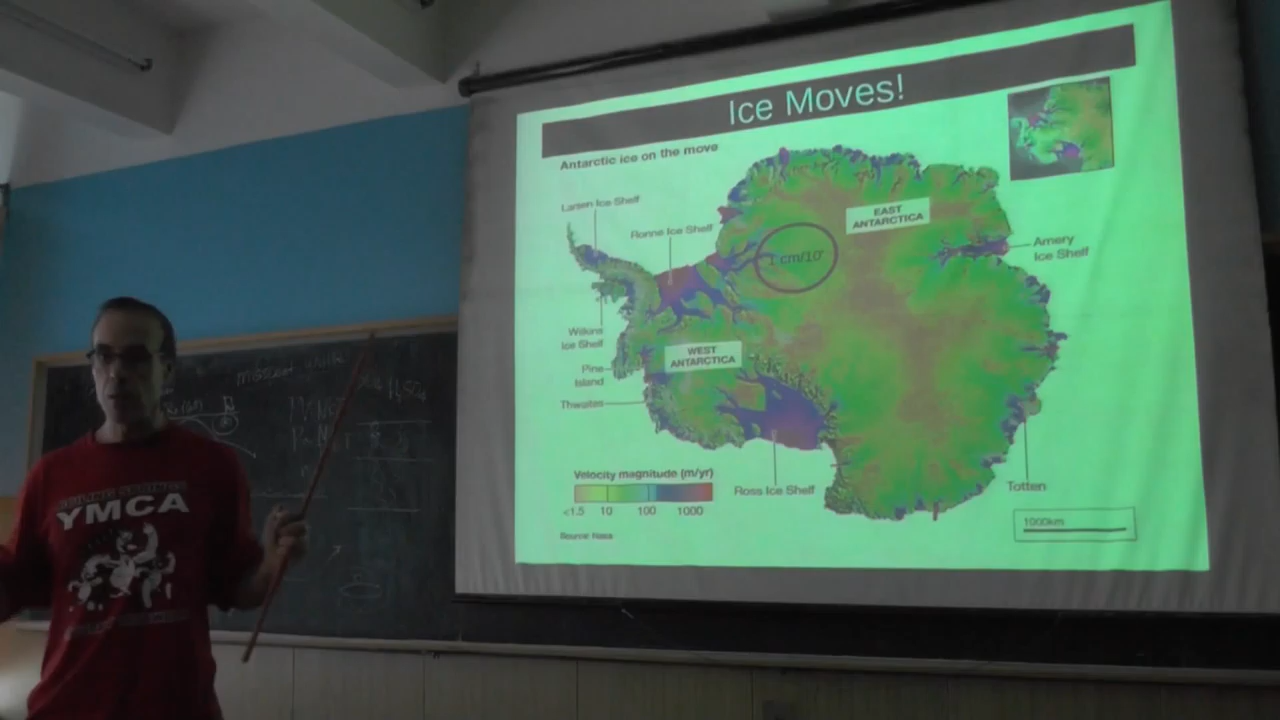 Ice Moves!
Antarctic ice on the move
Larsen Ice Shelf
Ronne Ice Shelf
EAST
ANTARCTICA
1 cm/10'
Amery
Ice Shelf
Wilkins
Ice Shelf
WEST
ANTARCTICA
Pine
Island
Thwaites
Velocity magnitude (m/yr)
<1.5 10 100 1000
Ross Ice Shelf
Totten
1000km
Source: Nasa
YMCA